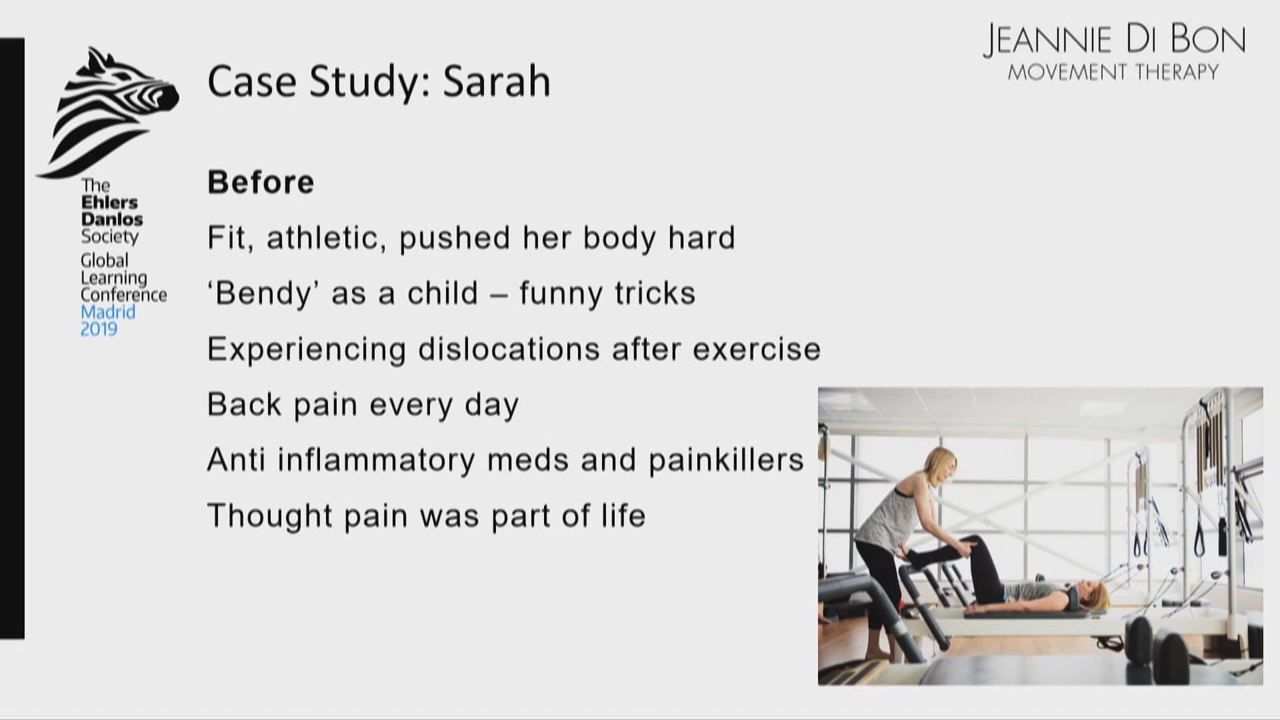 JEANNIE DI BON
MOVEMENT THERAPY
Case Study: Sarah
The
Ehlers
Danlos
Society
Global
Learning
Conference
Madrid
2019
Before
Fit, athletic, pushed her body hard
‘Bendy’ as a child – funny tricks
Experiencing dislocations after exercise
Back pain every day
Anti inflammatory meds and painkillers
Thought pain was part of life